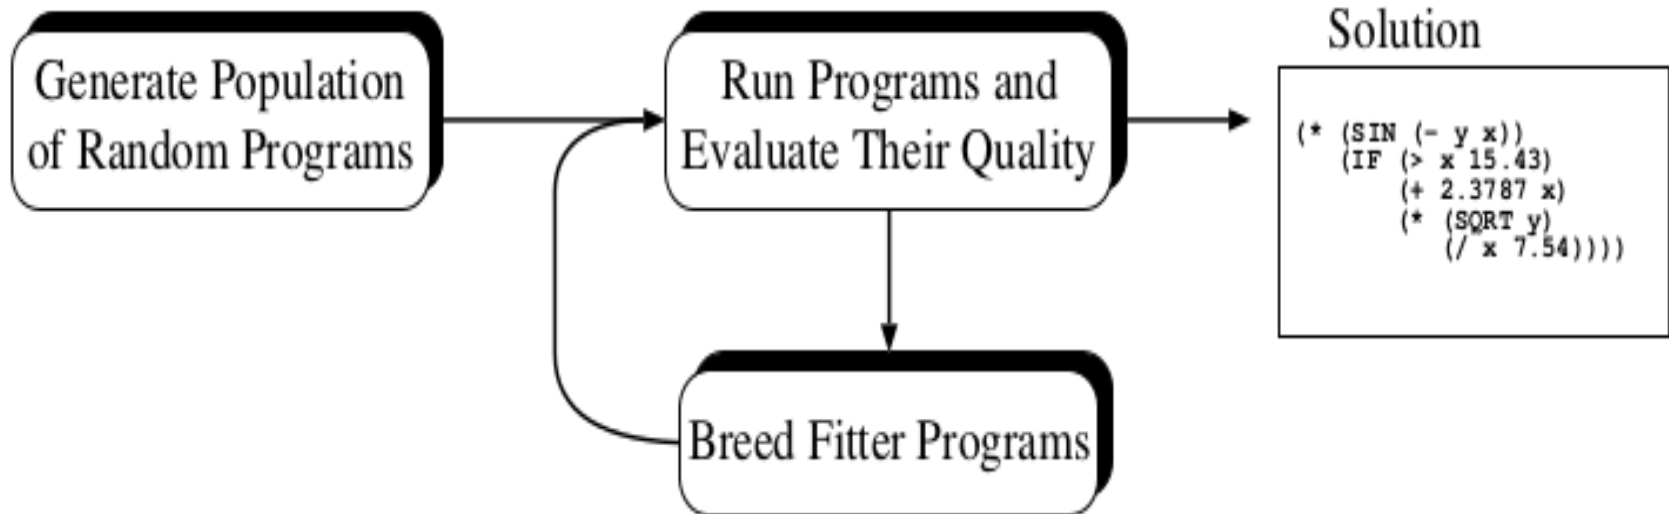 Generate Population
of Random Programs
Run Programs and
Evaluate Their Quality
Breed Fitter Programs
Solution
(* (SIN (- y x))
(IF (> x 15.43)
(+ 2.3787 x)
(* (SQRT y)
(/ x 7.54))))